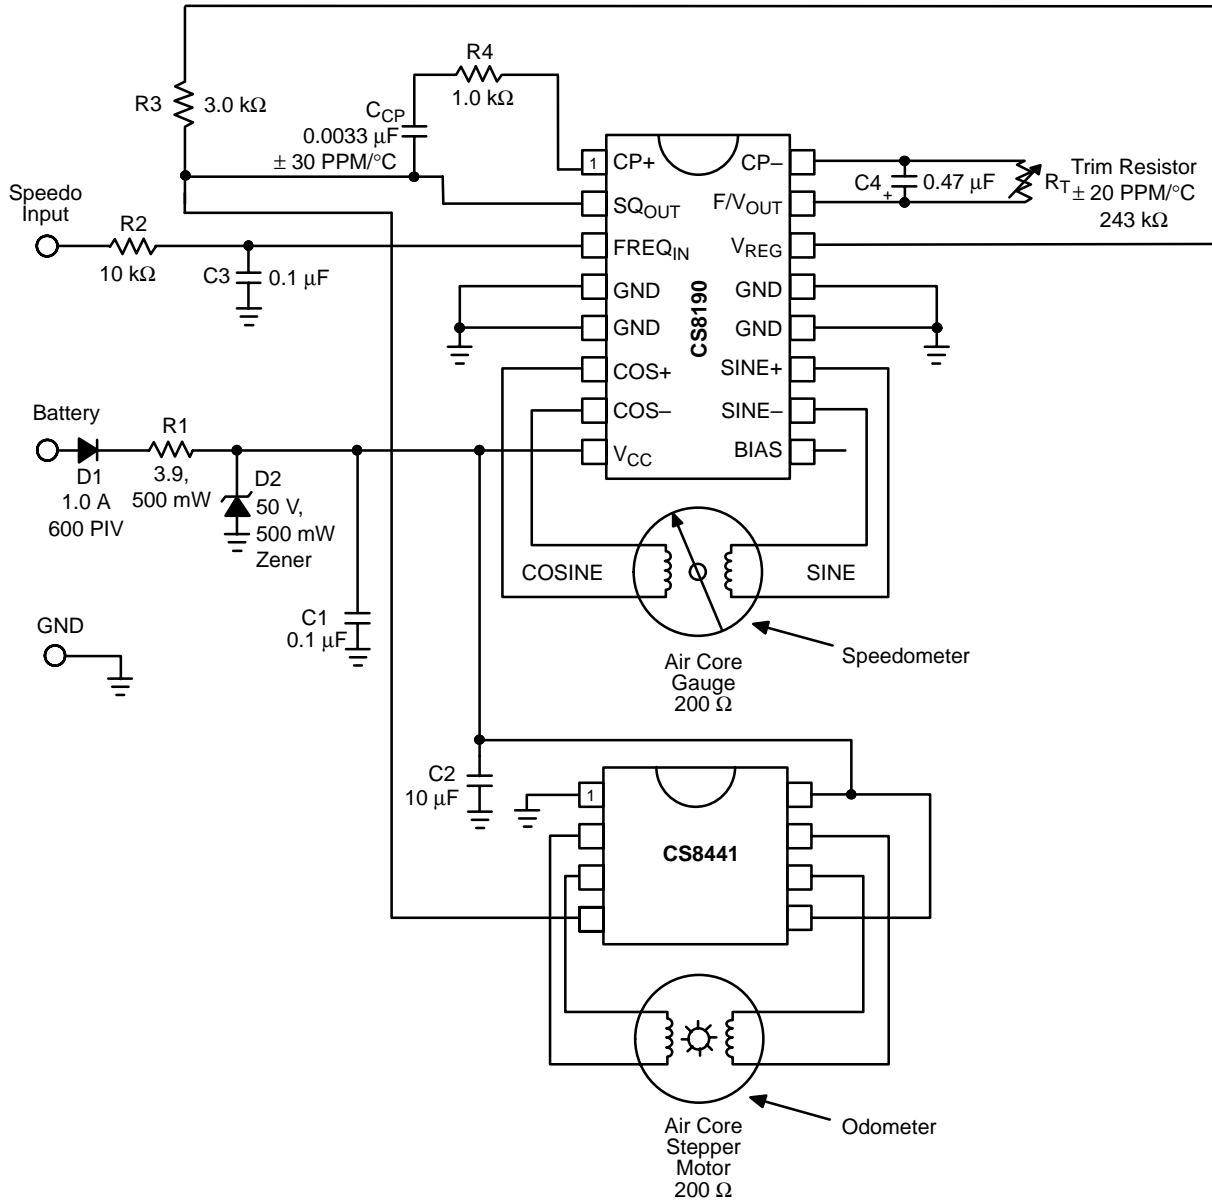 R3
3.0 kΩ
R4
1.0 kΩ
CCP
0.0033 μF
± 30 PPM/°C
Speedo
Input
R2
10 kΩ
C3
0.1 μF
1
CP+
SQOUT
FREQIN
GND
GND
COS+
COS–
VCC
CS8190
CP–
F/VOUT
VREG
GND
GND
SINE+
SINE–
BIAS
C4
+
0.47 μF
RT
Trim Resistor
± 20 PPM/°C
243 kΩ
Battery
D1
1.0 A
600 PIV
R1
3.9,
500 mW
D2
50 V,
500 mW
Zener
C1
0.1 μF
GND
COSINE
SINE
Speedometer
Air Core
Gauge
200 Ω
C2
10 μF
1
CS8441
Odometer
Air Core
Stepper
Motor
200 Ω